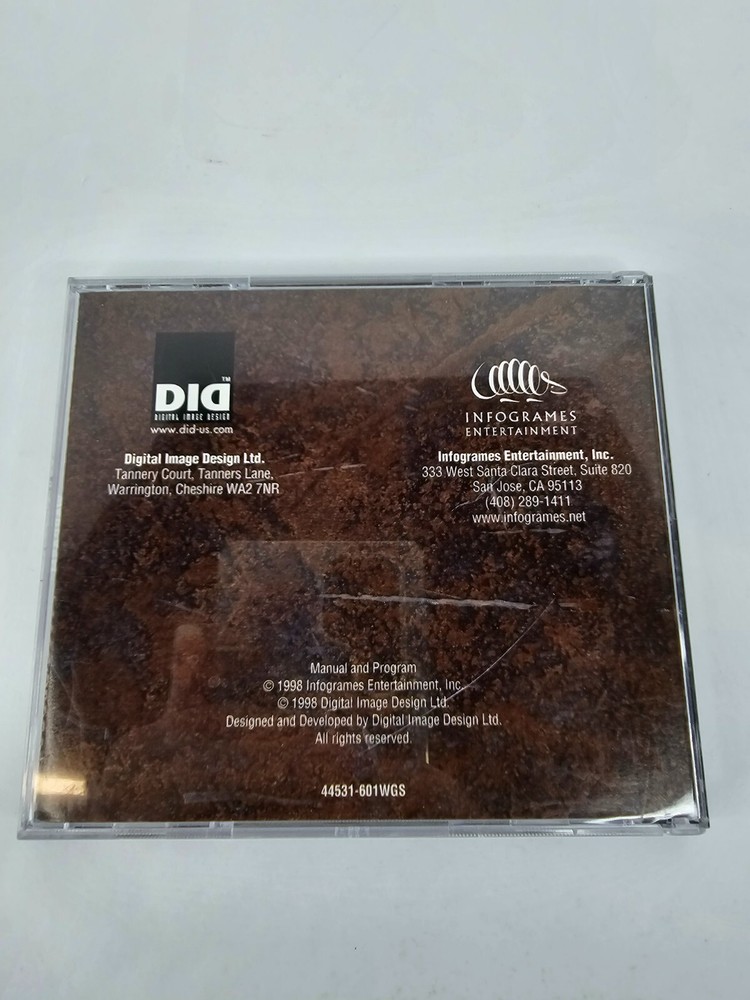 DID™
DIGITAL IMAGE DESIGN
www.did-us.com
Digital Image Design Ltd.
Tannery Court, Tanners Lane,
Warrington, Cheshire WA2 7NR
INFOGRAMES
ENTERTAINMENT
Infogrames Entertainment, Inc.
333 West Santa Clara Street, Suite 820
San Jose, CA 95113
(408) 289-1411
www.infogrames.net
Manual and Program
© 1998 Infogrames Entertainment, Inc.
© 1998 Digital Image Design Ltd.
Designed and Developed by Digital Image Design Ltd.
All rights reserved.
44531-601WGS